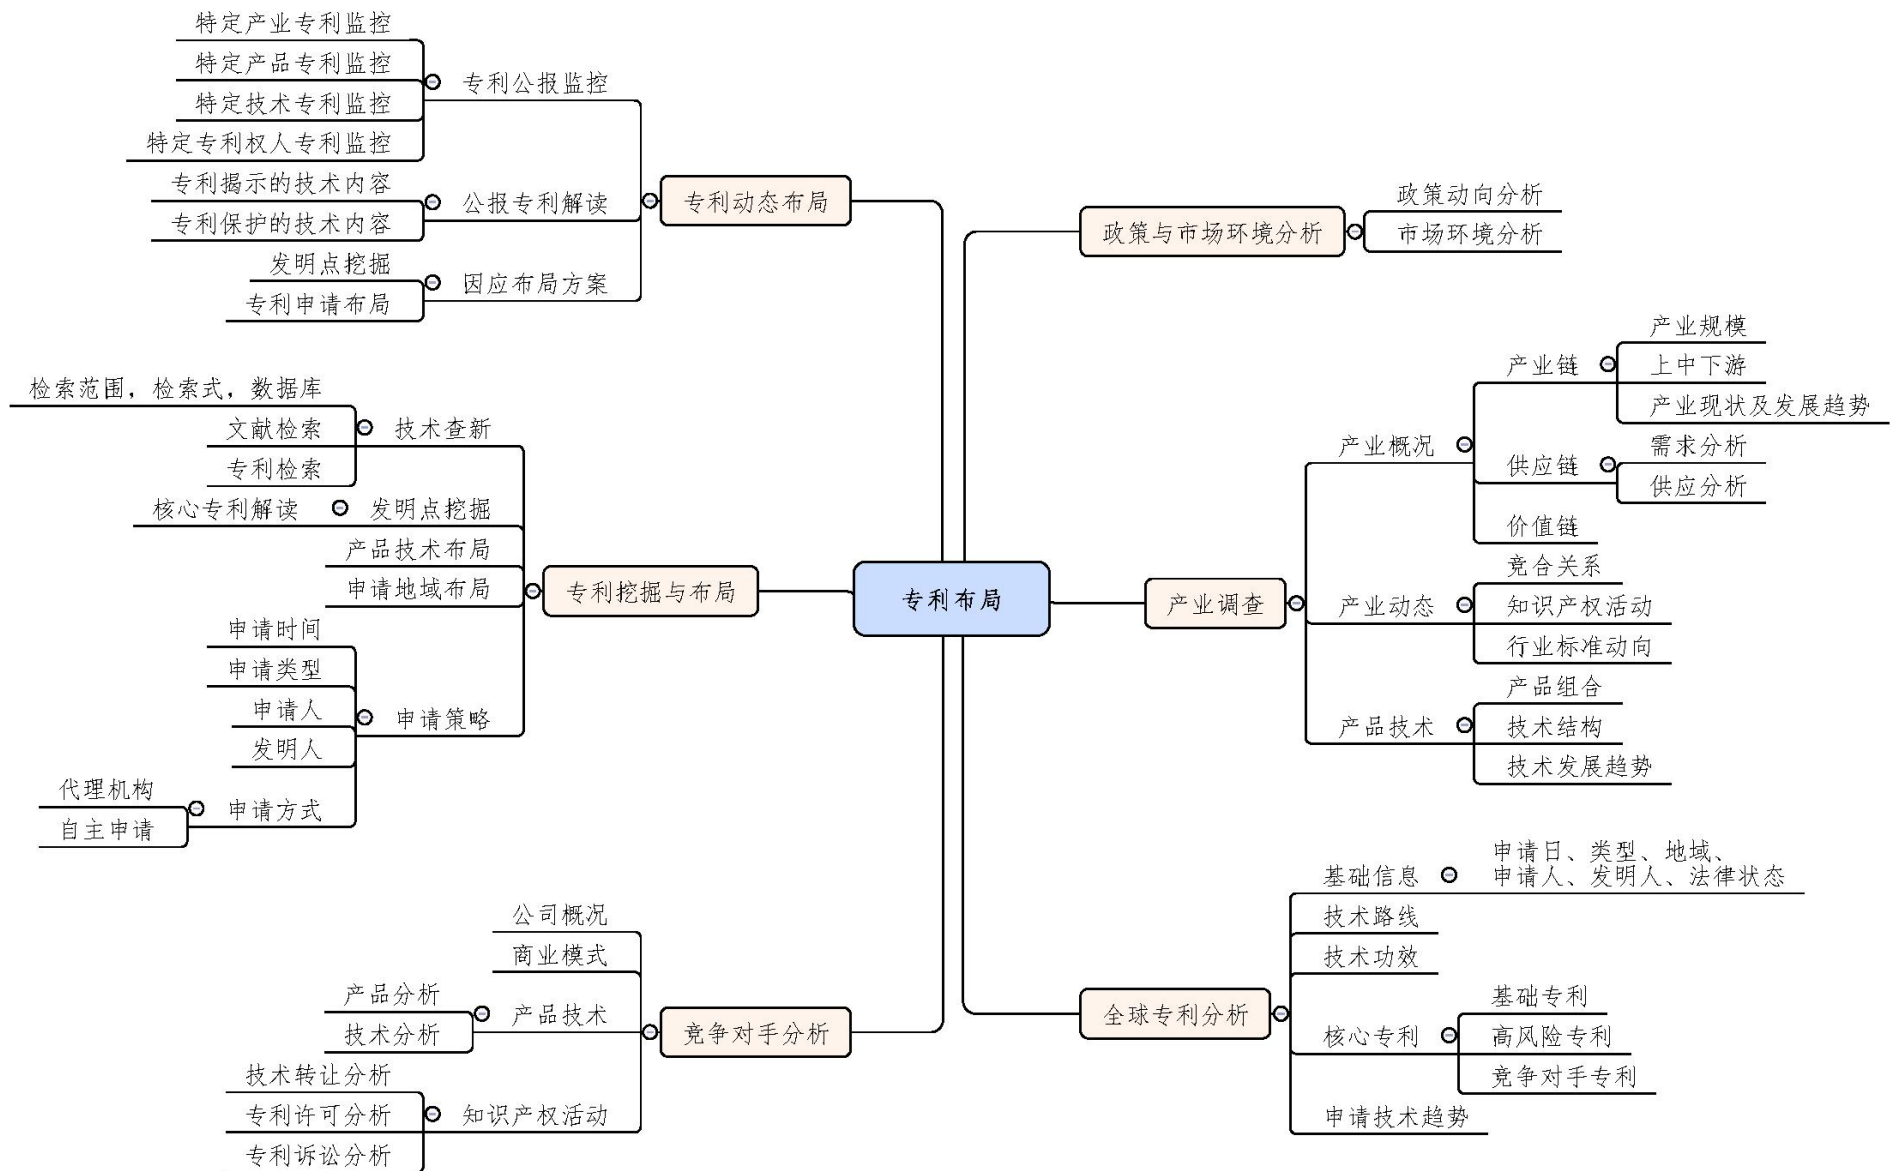 专利布局
政策与市场环境分析
政策动向分析
市场环境分析
产业调查
产业概况
产业链
产业规模
上中下游
产业现状及发展趋势
供应链
需求分析
供应分析
价值链
产业动态
竞合关系
知识产权活动
行业标准动向
产品技术
产品组合
技术结构
技术发展趋势
全球专利分析
基础信息
申请日、类型、地域、
申请人、发明人、法律状态
技术路线
技术功效
核心专利
基础专利
高风险专利
竞争对手专利
申请技术趋势
竞争对手分析
公司概况
商业模式
产品技术
产品分析
技术分析
知识产权活动
技术转让分析
专利许可分析
专利诉讼分析
专利挖掘与布局
技术查新
检索范围，检索式，数据库
文献检索
专利检索
发明点挖掘
核心专利解读
产品技术布局
申请地域布局
申请策略
申请时间
申请类型
申请人
发明人
申请方式
代理机构
自主申请
专利动态布局
专利公报监控
特定产业专利监控
特定产品专利监控
特定技术专利监控
特定专利权人专利监控
公报专利解读
专利揭示的技术内容
专利保护的技术内容
因应布局方案
发明点挖掘
专利申请布局